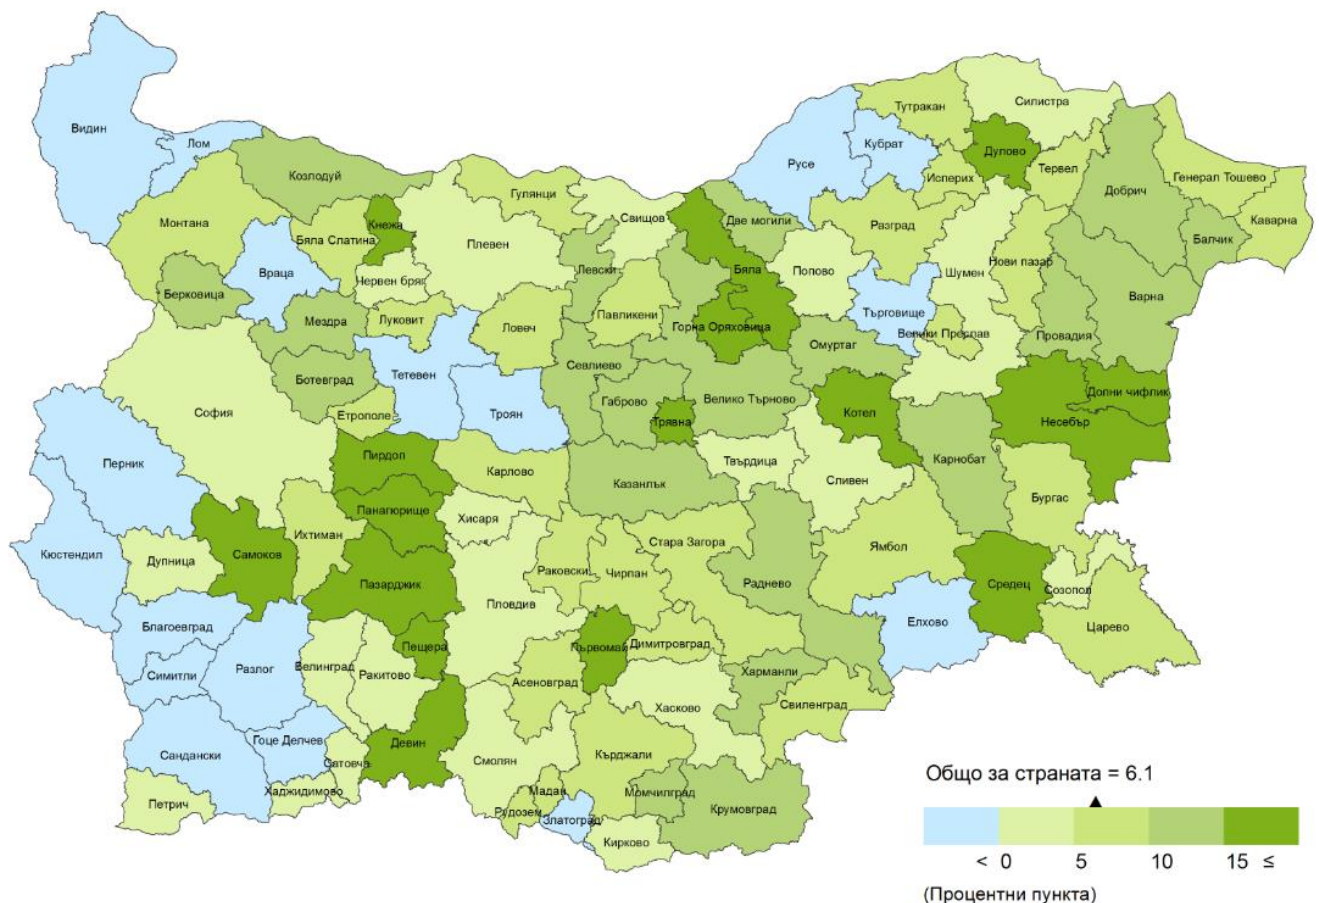 Видин
Лом
Козлодуй
Монтана
Бяла Слатина
Кнежа
Гулянци
Плевен
Свищов
Враца
Берковица
Червен бряг
Мездра
Луковит
Ловеч
Левски
Павликени
Ботевград
Тетевен
Троян
Севлиево
Габрово
Трявна
Велико Търново
Горна Оряховица
Бяла
Две могили
Русе
Кубрат
Тутракан
Силистра
Дулово
Исперих
Тервел
Разград
Попово
Шумен
Нови пазар
Добрич
Генерал Тошево
Каварна
Балчик
Варна
Провадия
Търговище
Велики Преслав
Омуртаг
Котел
Долни чифлик
Несебър
Карнобат
Бургас
София
Етрополе
Пирдоп
Панагюрище
Карлово
Казанлък
Твърдица
Сливен
Перник
Хисаря
Кюстендил
Дупница
Самоков
Ихтиман
Пазарджик
Пловдив
Раковски
Чирпан
Стара Загора
Раднево
Ямбол
Средец
Созопол
Царево
Елхово
Благоевград
Симитли
Разлог
Велинград
Ракитово
Пещера
Първомай
Димитровград
Асеновград
Хасково
Харманли
Свиленград
Сандански
Гоце Делчев
Сатовча
Девин
Смолян
Кърджали
Петрич
Хаджидимово
Рудозем
Мадан
Златоград
Момчилград
Крумовград
Кирково
Общо за страната = 6.1
< 0 5 10 15 ≤
(Процентни пункта)